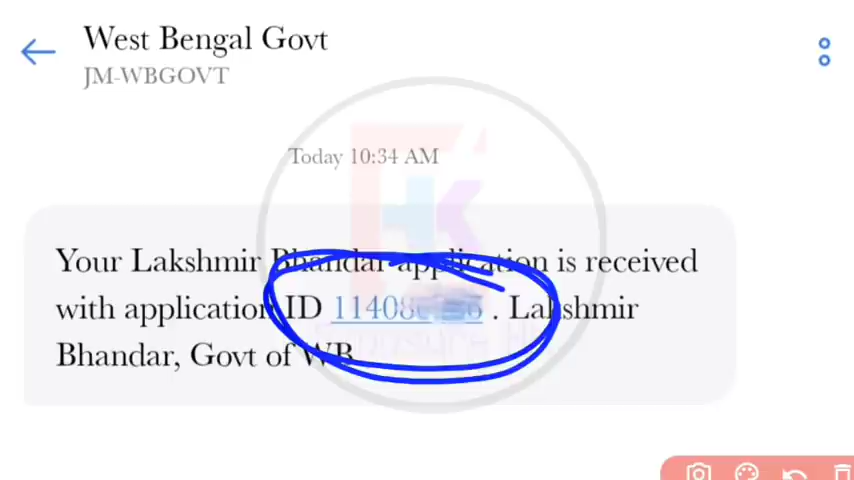 West Bengal Govt
JM-WBGOVT
Today 10:34 AM
Your Lakshmir Bhandar application is received
with application ID . Lakshmir
Bhandar, Govt of WB